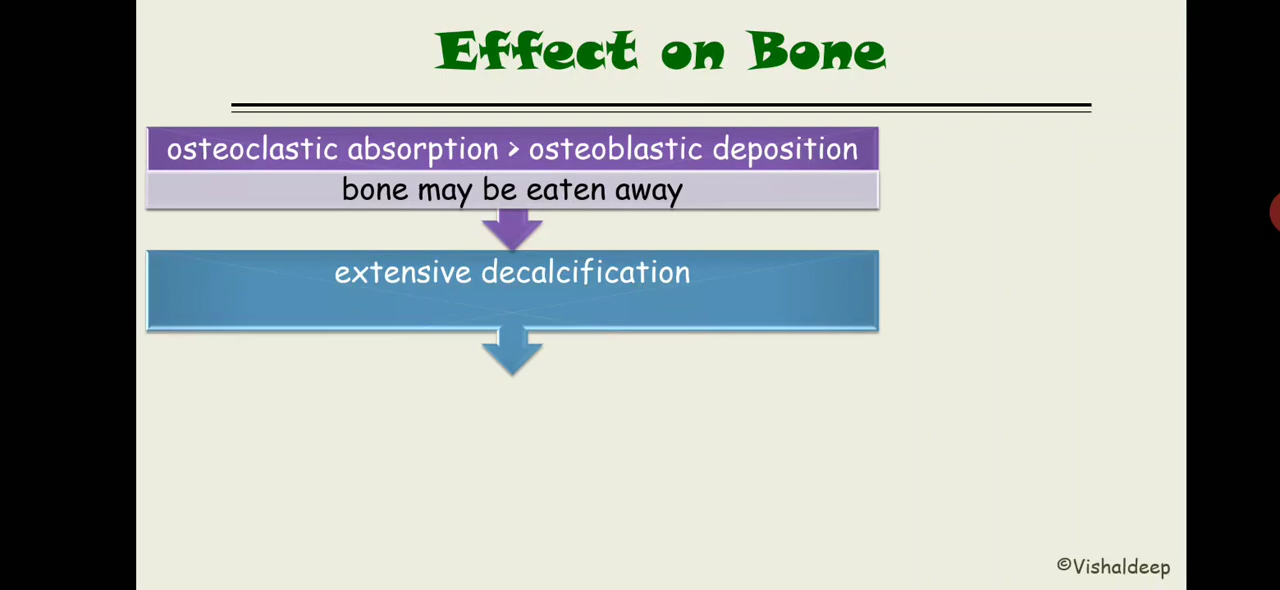 Effect on Bone
osteoclastic absorption > osteoblastic deposition
bone may be eaten away
extensive decalcification
©Vishaldeep